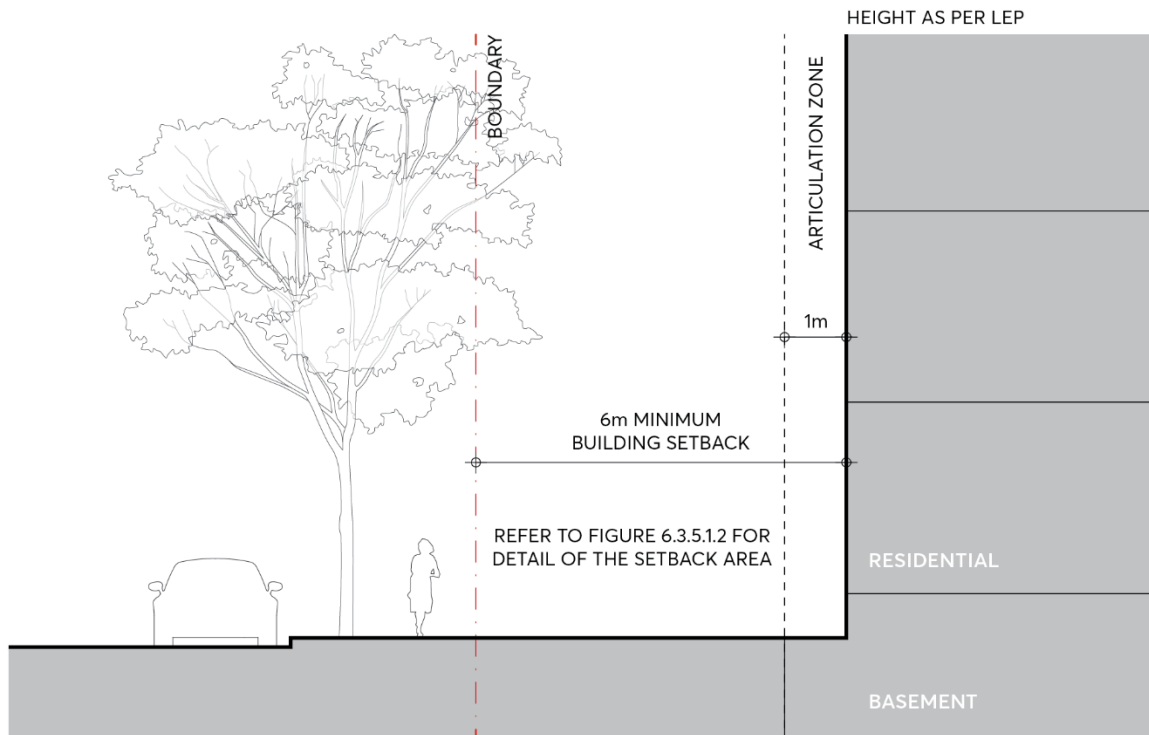 HEIGHT AS PER LEP
BOUNDARY
ARTICULATION ZONE
1m
6m MINIMUM
BUILDING SETBACK
REFER TO FIGURE 6.3.5.1.2 FOR
DETAIL OF THE SETBACK AREA
RESIDENTIAL
BASEMENT